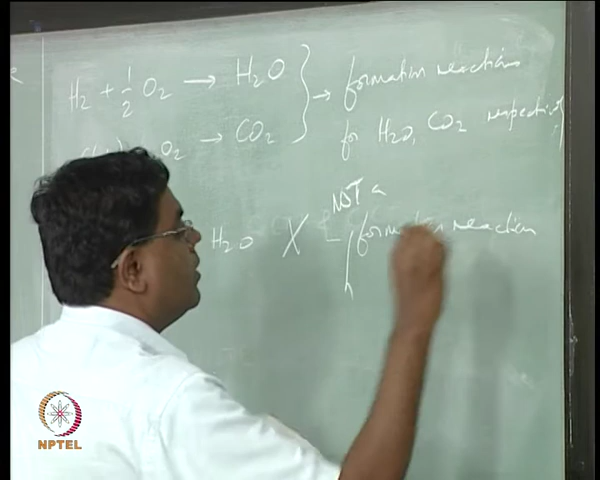 H₂ + 1/2 O₂ → H₂O } → formation reactions
O₂ → CO₂ for H₂O, CO₂ respectively
NOT a
H₂O X – formation reaction
NPTEL